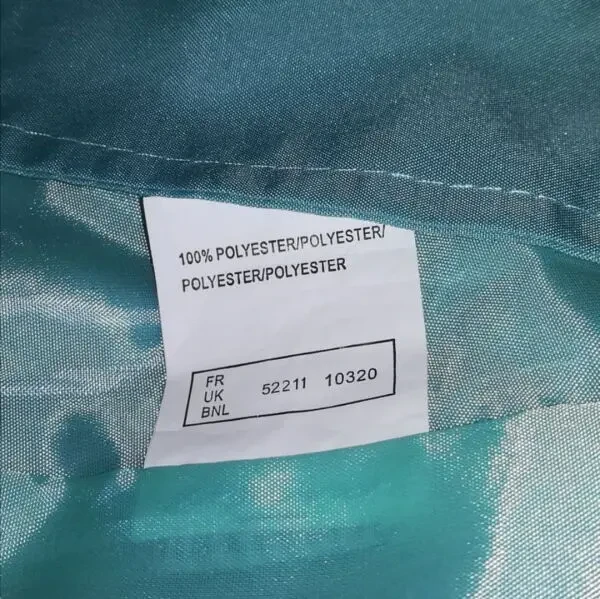 100% POLYESTER/POLYESTER/
POLYESTER/POLYESTER
FR
UK 52211 10320
BNL